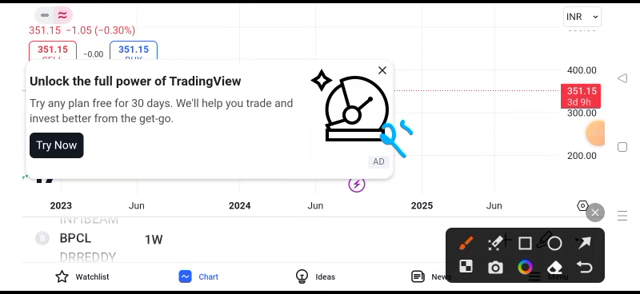 INR
351.15 −1.05 (−0.30%)
351.15
−0.00
351.15
Unlock the full power of TradingView
Try any plan free for 30 days. We'll help you trade and
invest better from the get-go.
Try Now
AD
400.00
351.15
3d 9h
300.00
200.00
2023
Jun
2024
Jun
2025
Jun
INFIBEAM
B
BPCL
1W
DRREDDY
Watchlist
Chart
Ideas
News